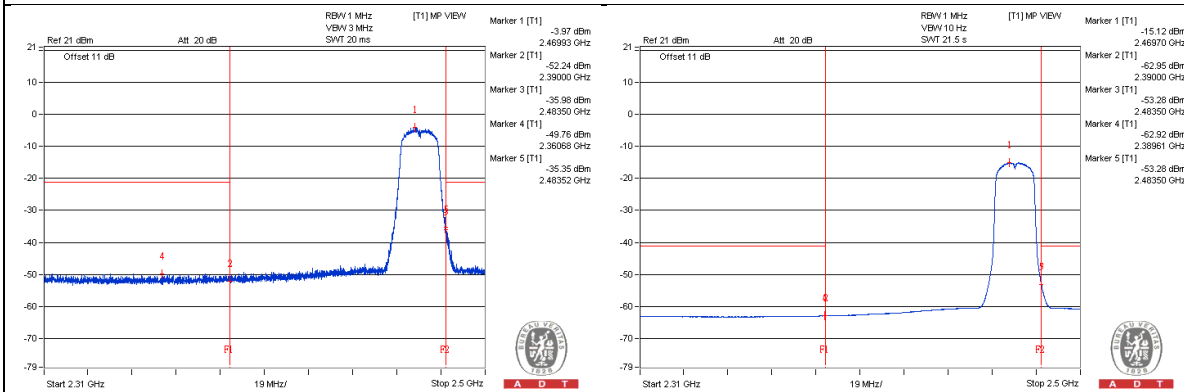 RBW 1 MHz [T1] MP VIEW
VBW 3 MHz
Ref 21 dBm Att 20 dB SWT 20 ms
Marker 1 [T1]
-3.97 dBm
2.46993 GHz
Marker 2 [T1]
-52.24 dBm
2.39000 GHz
Marker 3 [T1]
-35.98 dBm
2.48350 GHz
Marker 4 [T1]
-49.76 dBm
2.36068 GHz
Marker 5 [T1]
-35.35 dBm
2.48352 GHz
21
Offset 11 dB
10
0
-10
-20
-30
-40
-50
-60
-70
-79
1
4
2
F1
F2
Start 2.31 GHz 19 MHz/ Stop 2.5 GHz
BUREAU VERITAS
1828
A D T
RBW 1 MHz [T1] MP VIEW
VBW 10 Hz
Ref 21 dBm Att 20 dB SWT 21.5 s
Marker 1 [T1]
-15.12 dBm
2.46970 GHz
Marker 2 [T1]
-62.95 dBm
2.39000 GHz
Marker 3 [T1]
-53.28 dBm
2.48350 GHz
Marker 4 [T1]
-62.92 dBm
2.38961 GHz
Marker 5 [T1]
-53.28 dBm
2.48350 GHz
21
Offset 11 dB
10
0
-10
-20
-30
-40
-50
-60
-70
-79
1
F1
F2
Start 2.31 GHz 19 MHz/ Stop 2.5 GHz
BUREAU VERITAS
1828
A D T